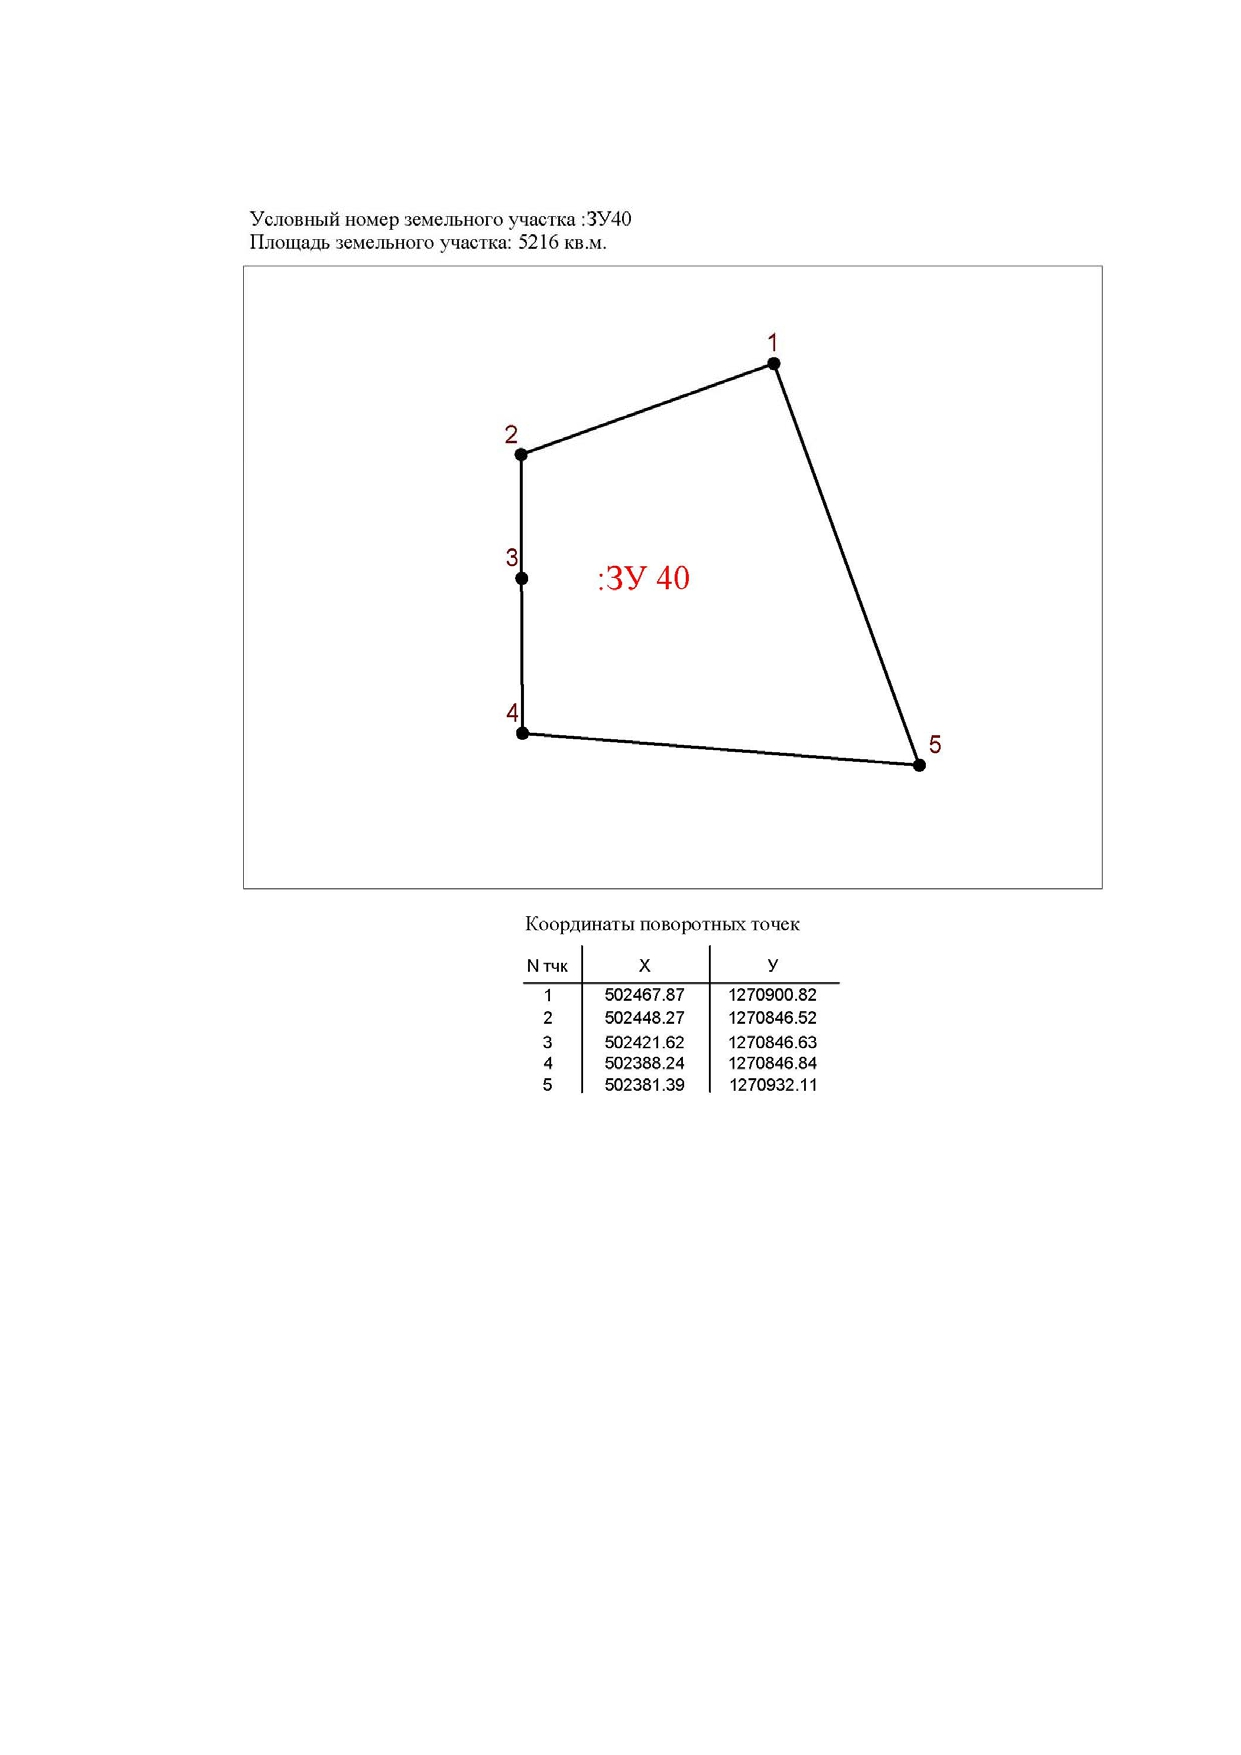 Условный номер земельного участка :ЗУ40
Площадь земельного участка: 5216 кв.м.
1
2
3
:ЗУ 40
4
5
Координаты поворотных точек
N тчк X У
1 502467.87 1270900.82
2 502448.27 1270846.52
3 502421.62 1270846.63
4 502388.24 1270846.84
5 502381.39 1270932.11